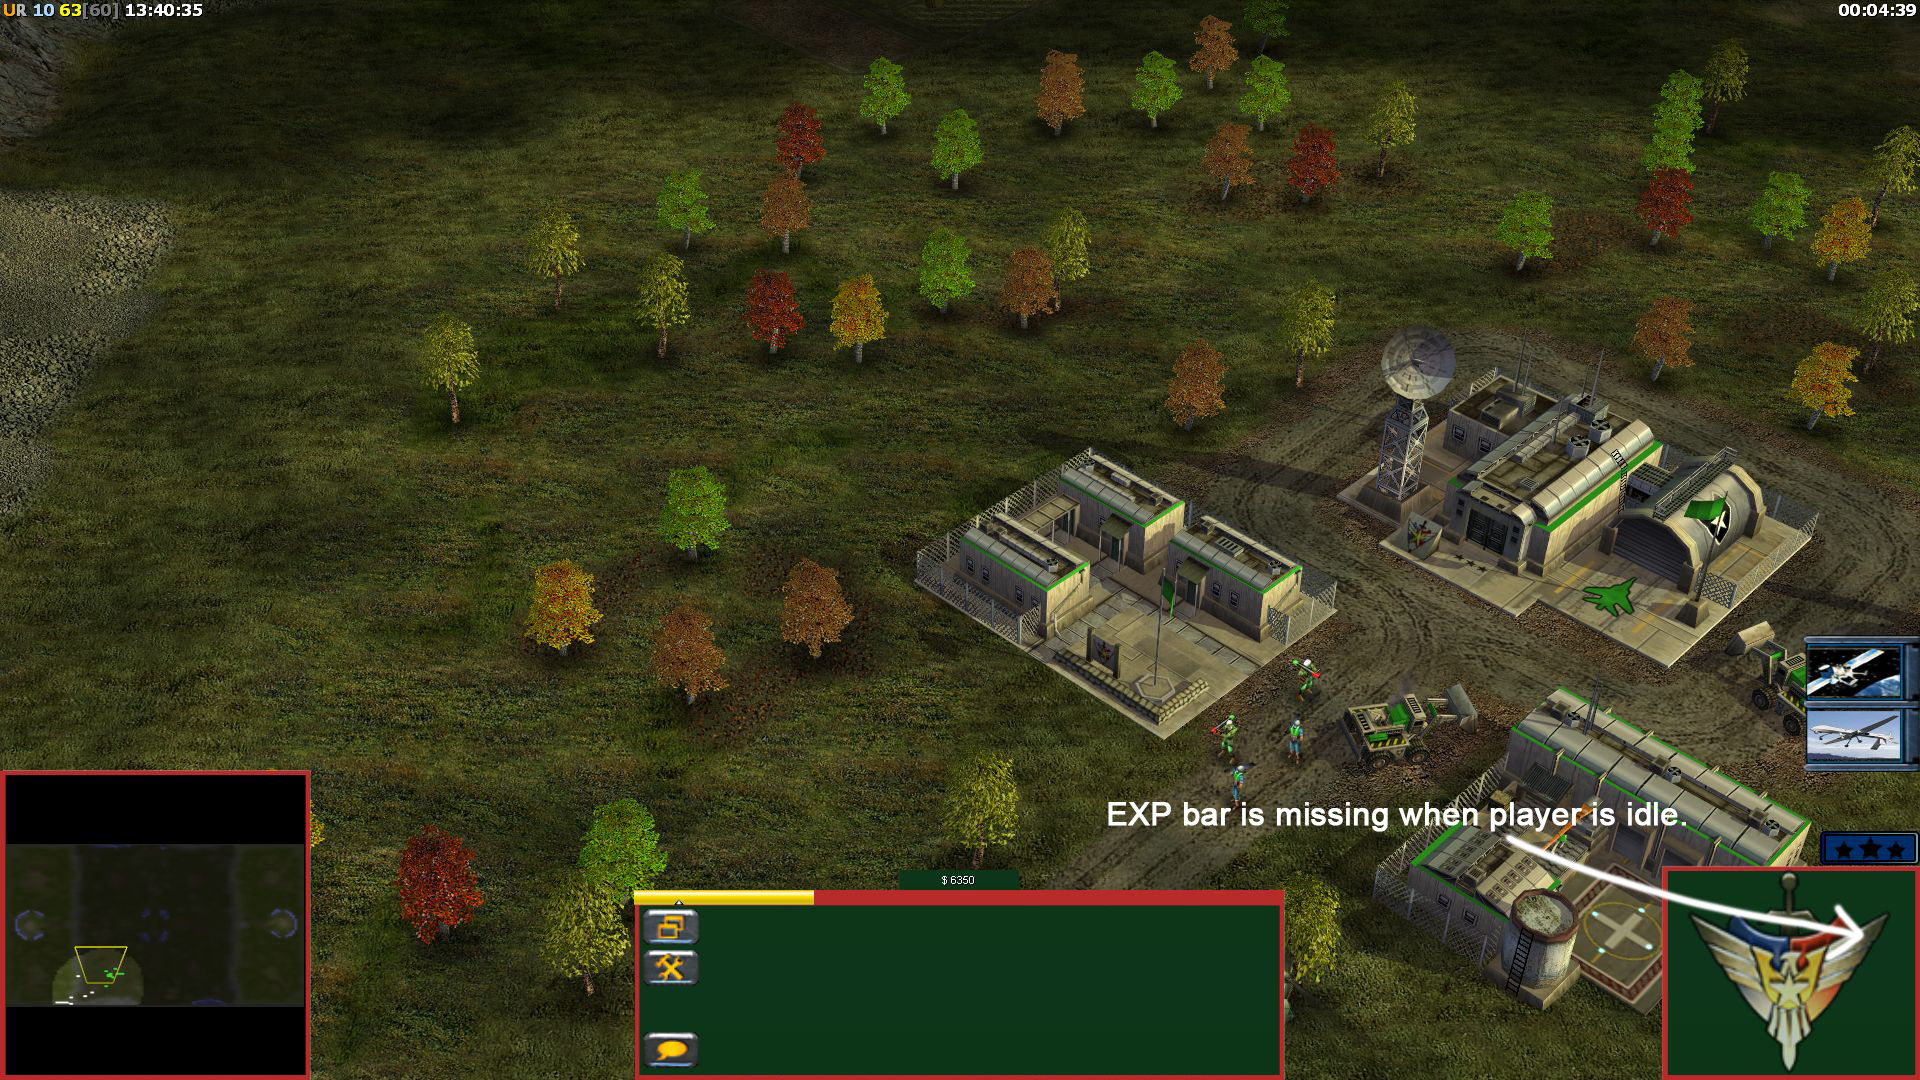 UR 10 63[60] 13:40:35
00:04:39
EXP bar is missing when player is idle.
$ 6350